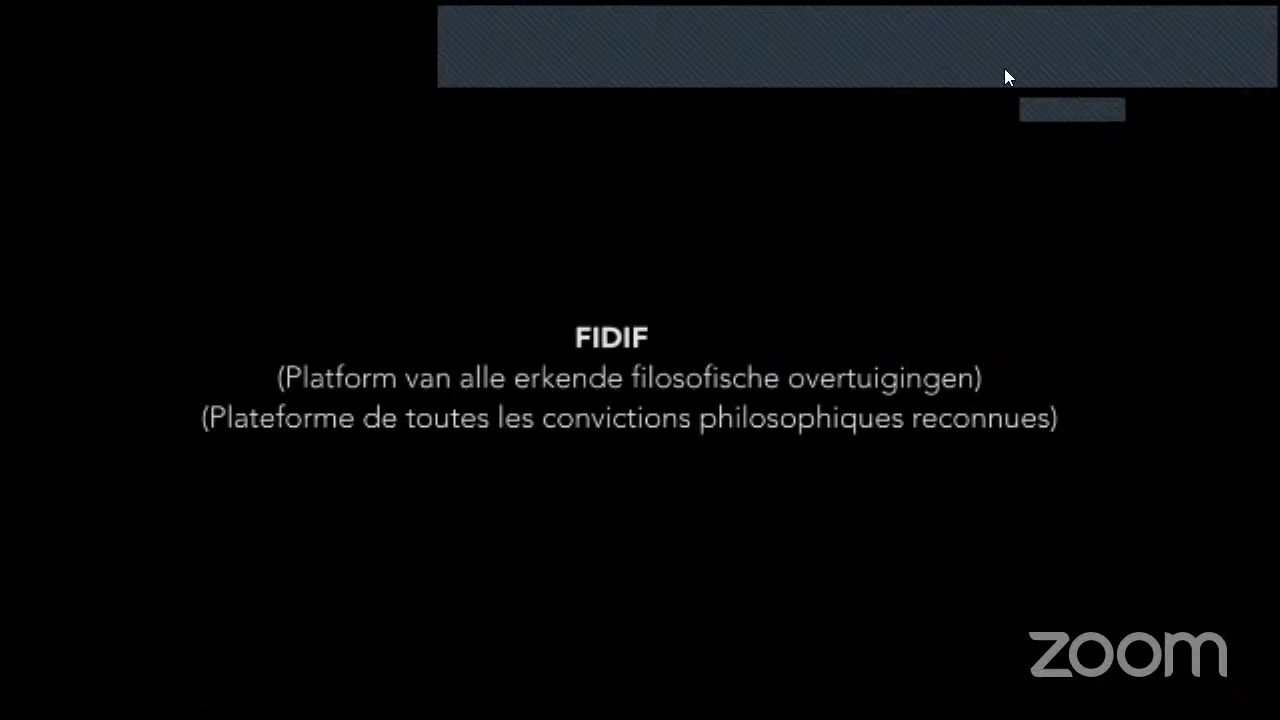 FIDIF
(Platform van alle erkende filosofische overtuigingen)
(Plateforme de toutes les convictions philosophiques reconnues)
zoom